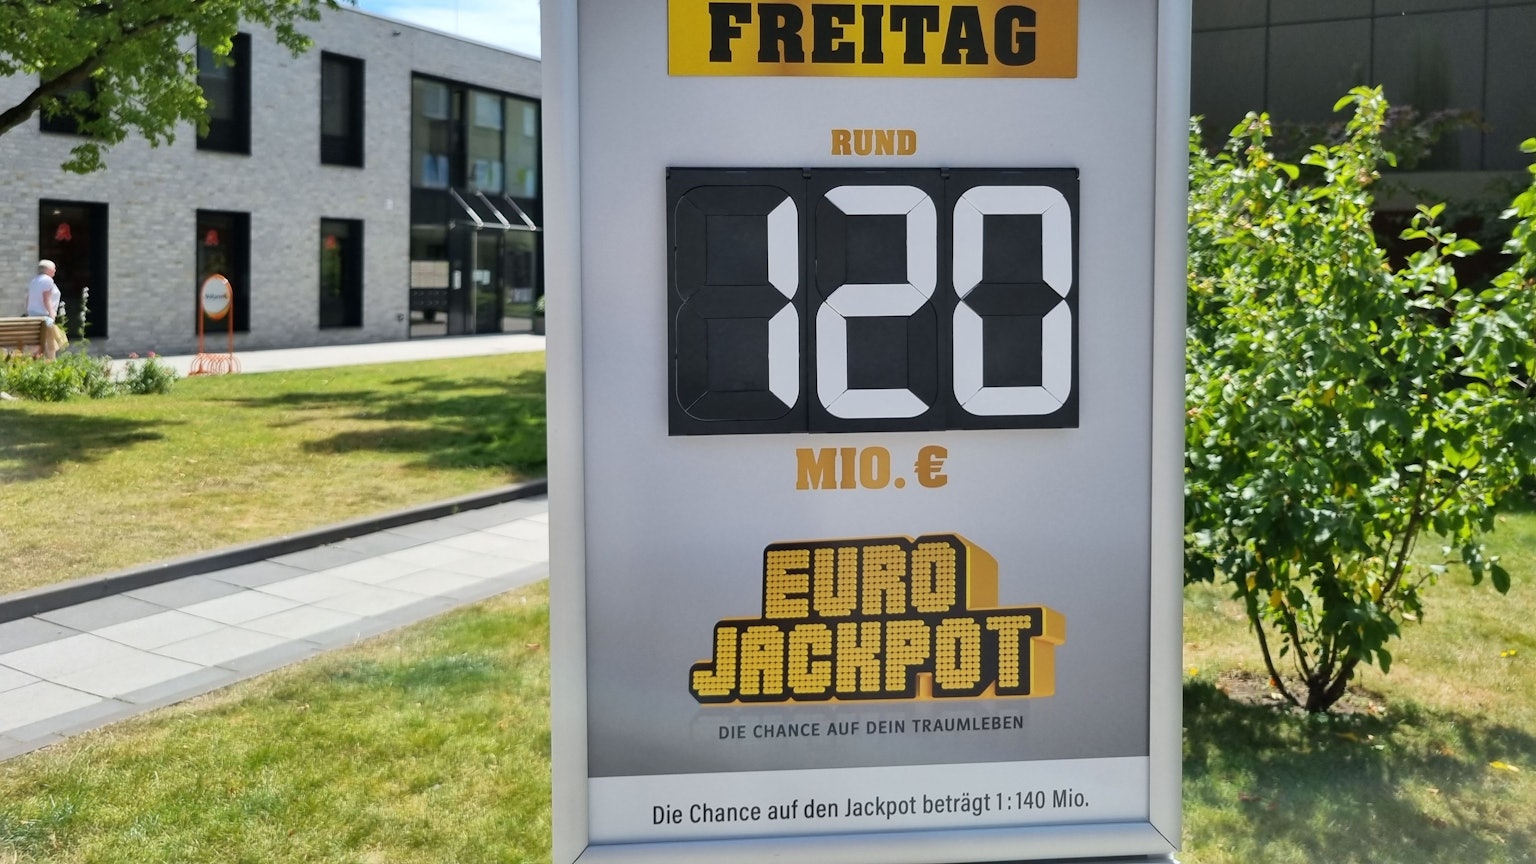 FREITAG
RUND
120
MIO. €
EURO
JACKPOT
DIE CHANCE AUF DEIN TRAUMLEBEN
Die Chance auf den Jackpot beträgt 1:140 Mio.